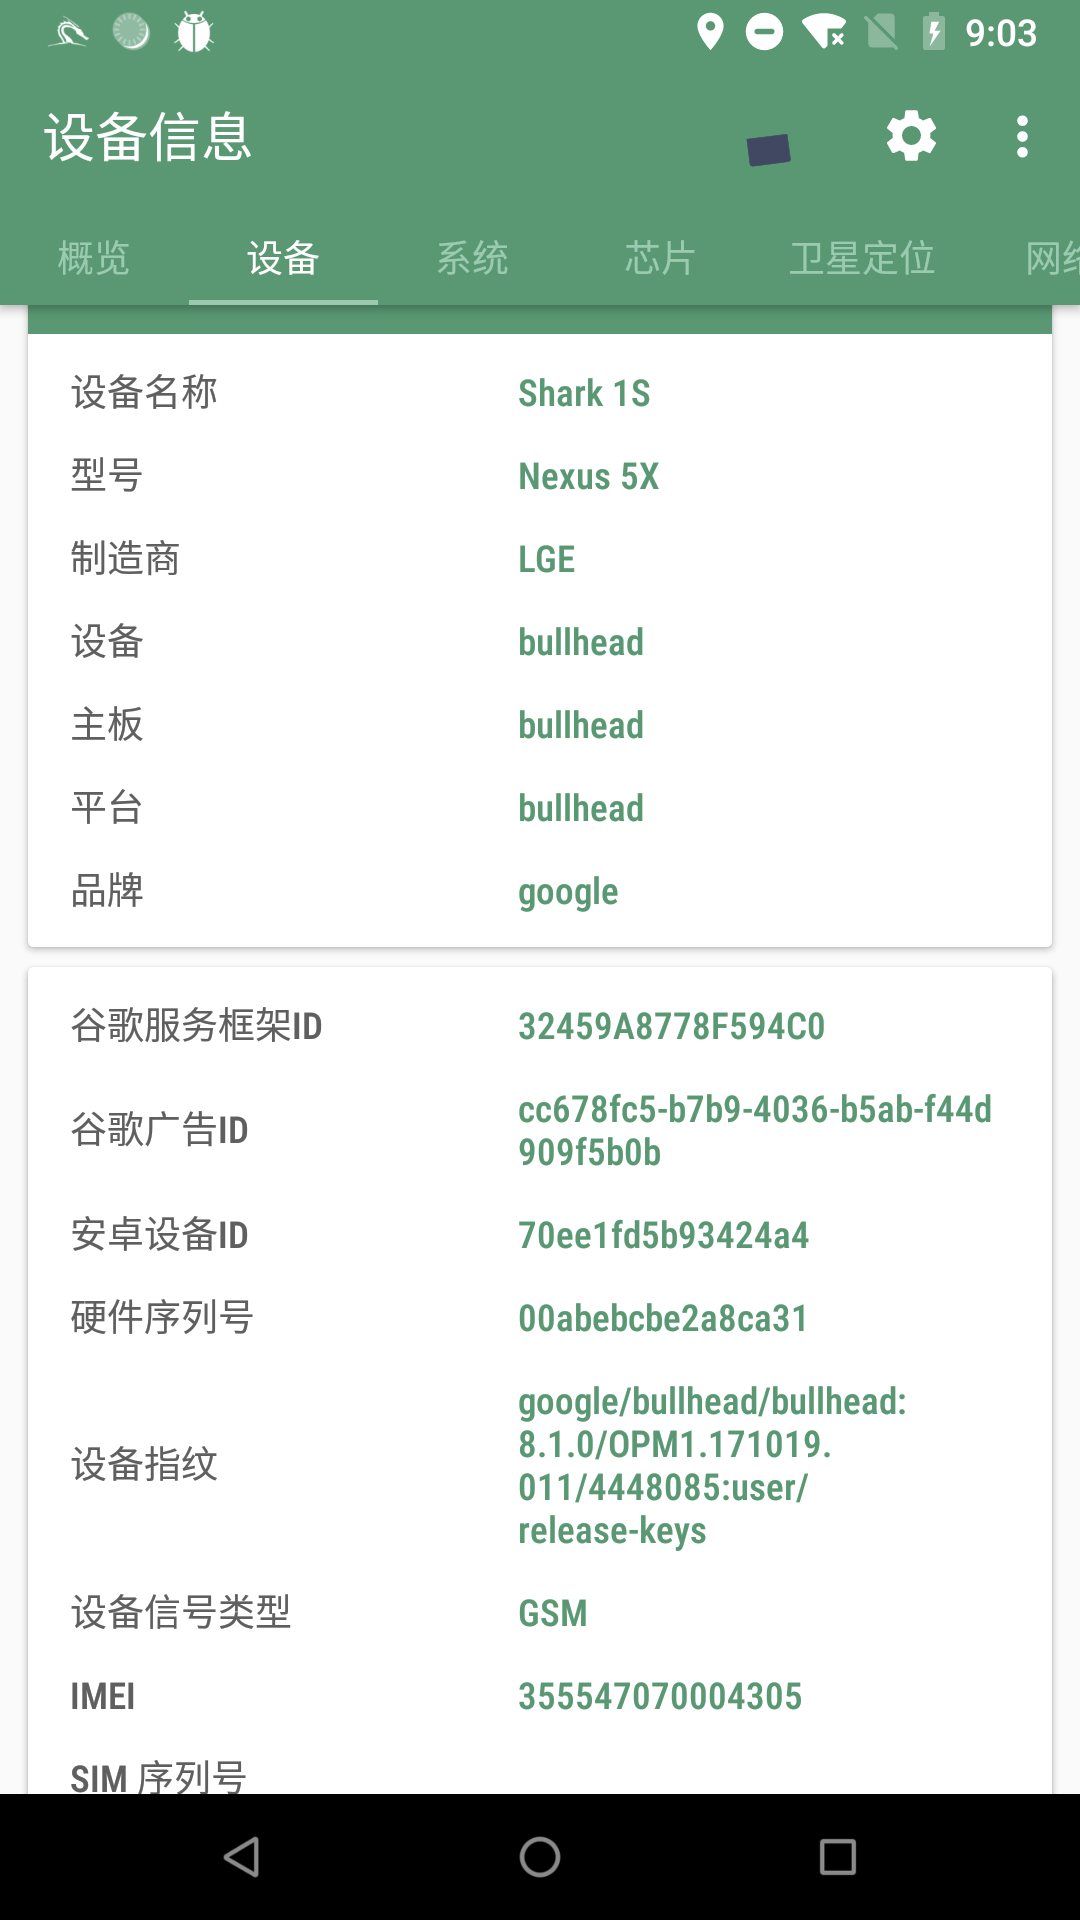 9:03
设备信息
概览 设备 系统 芯片 卫星定位 网络
设备名称 Shark 1S
型号 Nexus 5X
制造商 LGE
设备 bullhead
主板 bullhead
平台 bullhead
品牌 google
谷歌服务框架ID 32459A8778F594C0
谷歌广告ID cc678fc5-b7b9-4036-b5ab-f44d
909f5b0b
安卓设备ID 70ee1fd5b93424a4
硬件序列号 00abebcbe2a8ca31
设备指纹 google/bullhead/bullhead:
8.1.0/OPM1.171019.
011/4448085:user/
release-keys
设备信号类型 GSM
IMEI 355547070004305
SIM 序列号